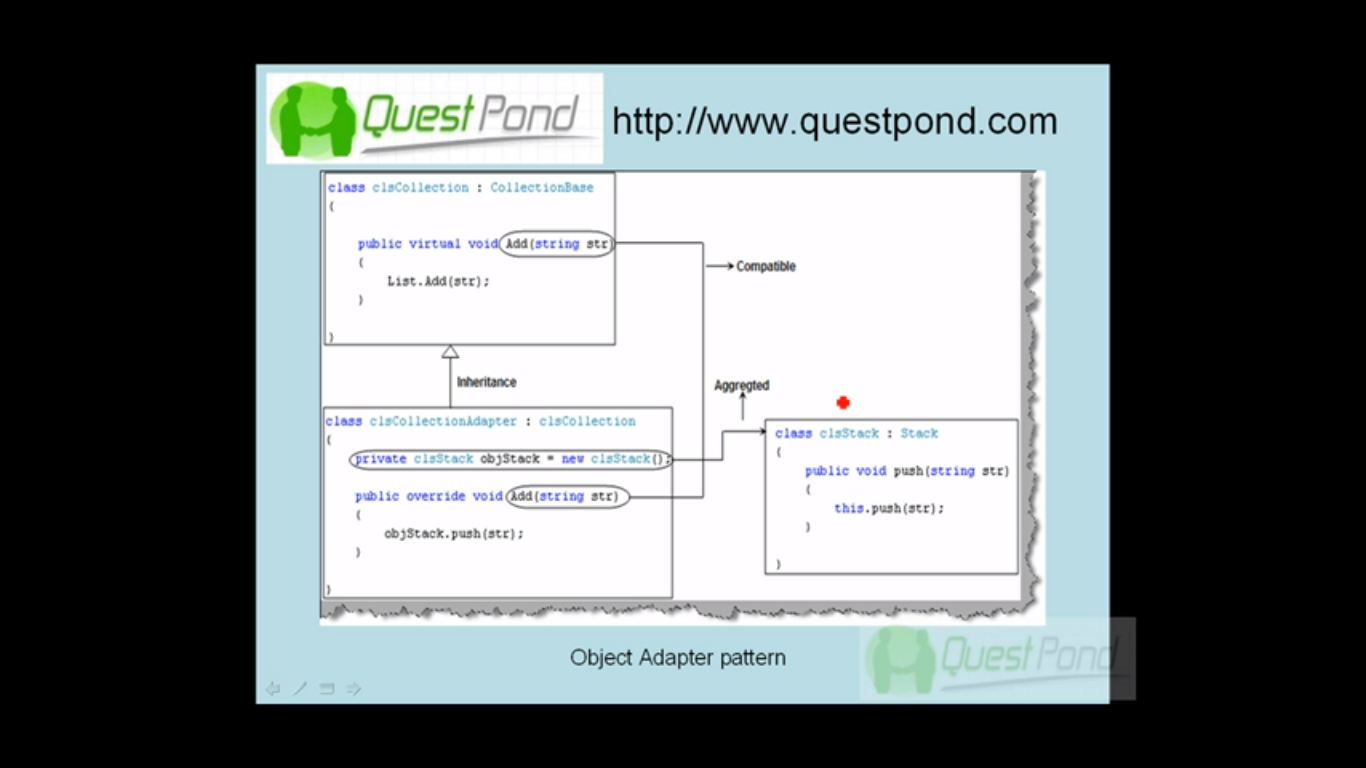 Quest Pond
http://www.questpond.com
class clsCollection : CollectionBase
{
public virtual void Add(string str)
{
List.Add(str);
}
}
Compatible
Inheritance
Aggregted
class clsCollectionAdapter : clsCollection
{
private clsStack objStack = new clsStack();
public override void Add(string str)
{
objStack.push(str);
}
}
class clsStack : Stack
{
public void push(string str)
{
this.push(str);
}
}
Object Adapter pattern
Quest Pond